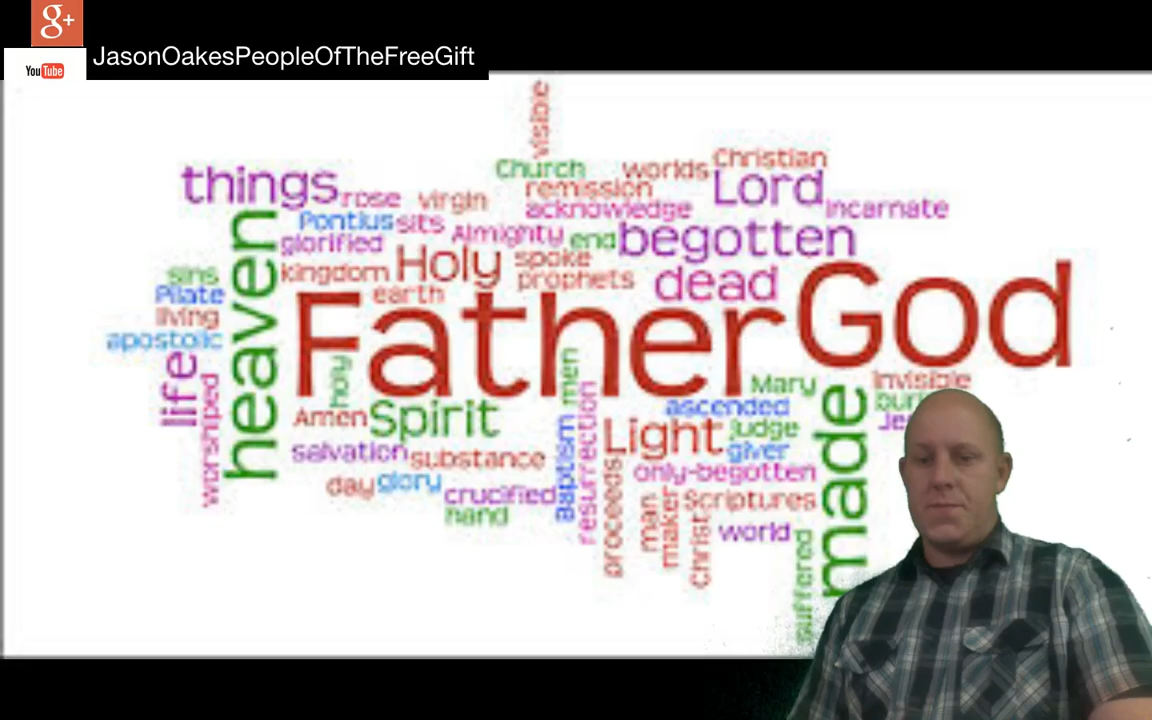 g+
YouTube
JasonOakesPeopleOfTheFreeGift
visible
Church
worlds
Christian
things
rose
virgin
remission
Lord
acknowledge
incarnate
Pontius
sits
Almighty
end
begotten
glorified
heaven
kingdom
Holy
spoke
prophets
dead
sins
Pilate
living
apostolic
earth
Father
God
life
worshiped
holy
men
Mary
invisible
Amen
Spirit
Baptism
resurrection
ascended
Light
judge
giver
made
salvation
substance
only-begotten
day
glory
crucified
hand
proceeds
man
maker
Scriptures
Christ
world
suffered